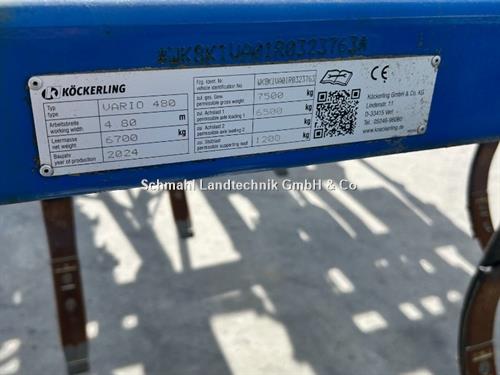 KÖCKERLING
Typ:
type
VARIO 480
Arbeitsbreite
working width
4 80
m
Leermasse
net weight
6700
kg
Baujahr
year of production
2024
Fzg. Ident. Nr.:
vehicle identification No
zul. ges. Gew.
permissible gross weight
7500
kg
zul. Achslast 1
permissible axle loading 1
6500
kg
zul. Achslast 2
permissible axle loading 2
kg
zul. Stützlast
permissible supporting load
1200
kg
CE
Köckerling GmbH & Co. KG
Lindenstr. 11
D-33415 Verl
www.koeckerling.de
Schmahl Landtechnik GmbH & Co